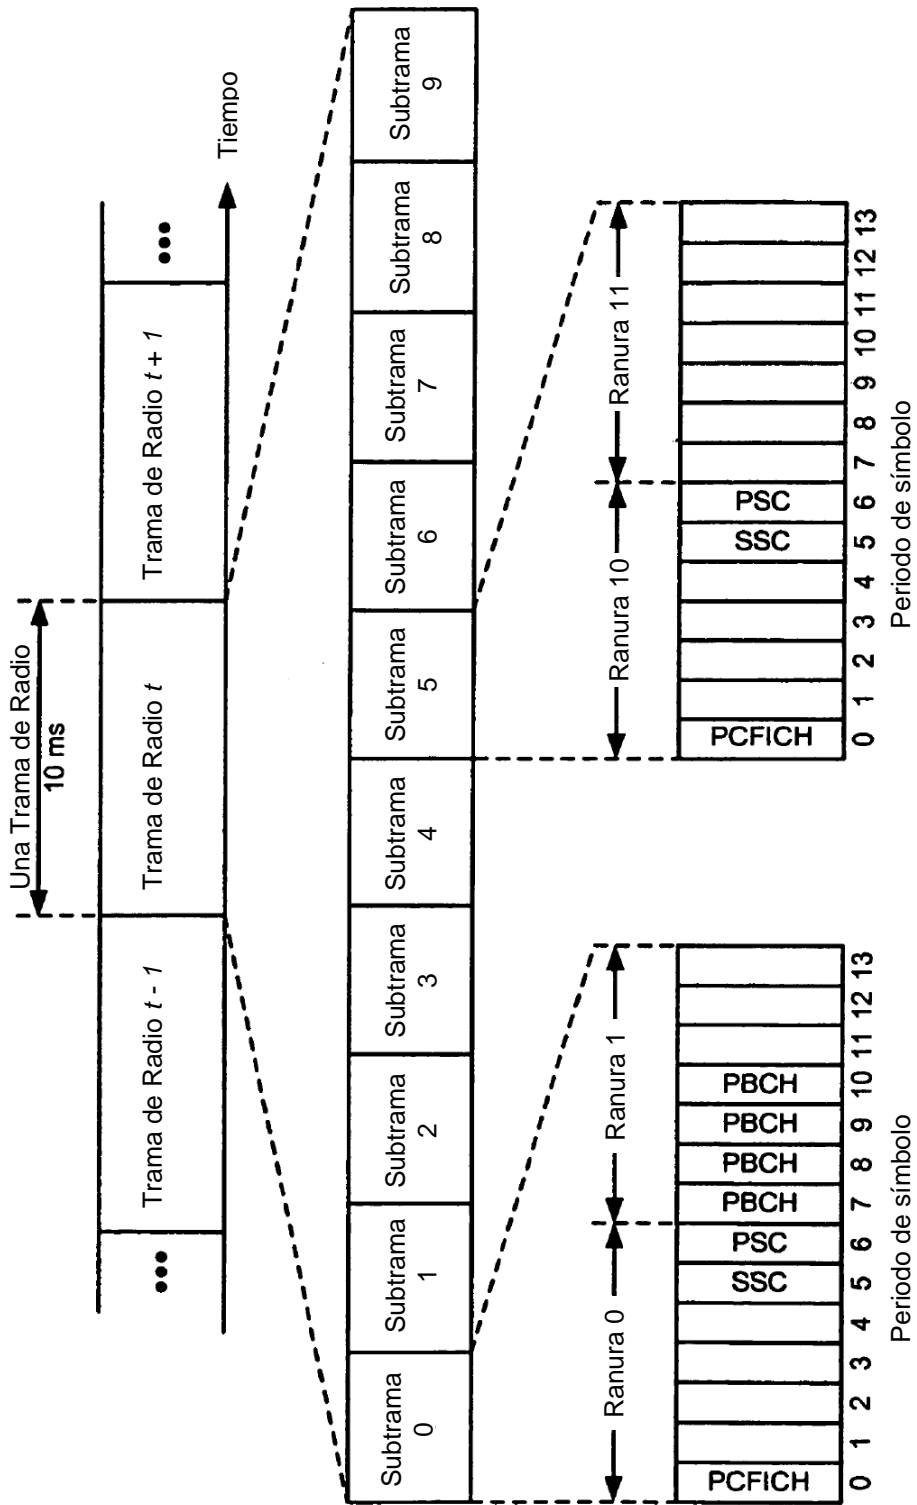 Una Trama de Radio
10 ms
••• Trama de Radio t - 1 Trama de Radio t Trama de Radio t + 1 •••
Tiempo
Subtrama 0
Subtrama 1
Subtrama 2
Subtrama 3
Subtrama 4
Subtrama 5
Subtrama 6
Subtrama 7
Subtrama 8
Subtrama 9
Ranura 0 Ranura 1
PCFICH SSC PSC PBCH PBCH PBCH PBCH
0 1 2 3 4 5 6 7 8 9 10 11 12 13
Periodo de símbolo
Ranura 10 Ranura 11
PCFICH SSC PSC
0 1 2 3 4 5 6 7 8 9 10 11 12 13
Periodo de símbolo